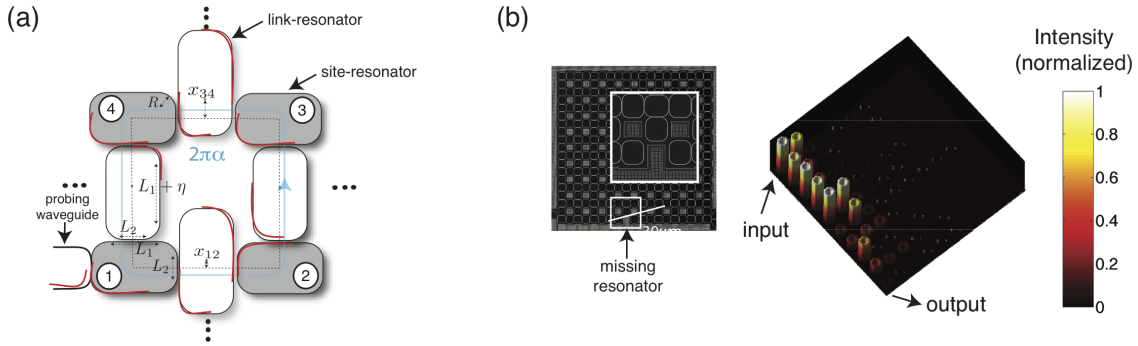 (a)
link-resonator
site-resonator
4
R
x₃₄
3
2πα
L₁ + η
probing
waveguide
L₂
L₁
L₂
x₁₂
1
2
(b)
30μm
missing
resonator
input
output
Intensity
(normalized)
1
0.8
0.6
0.4
0.2
0